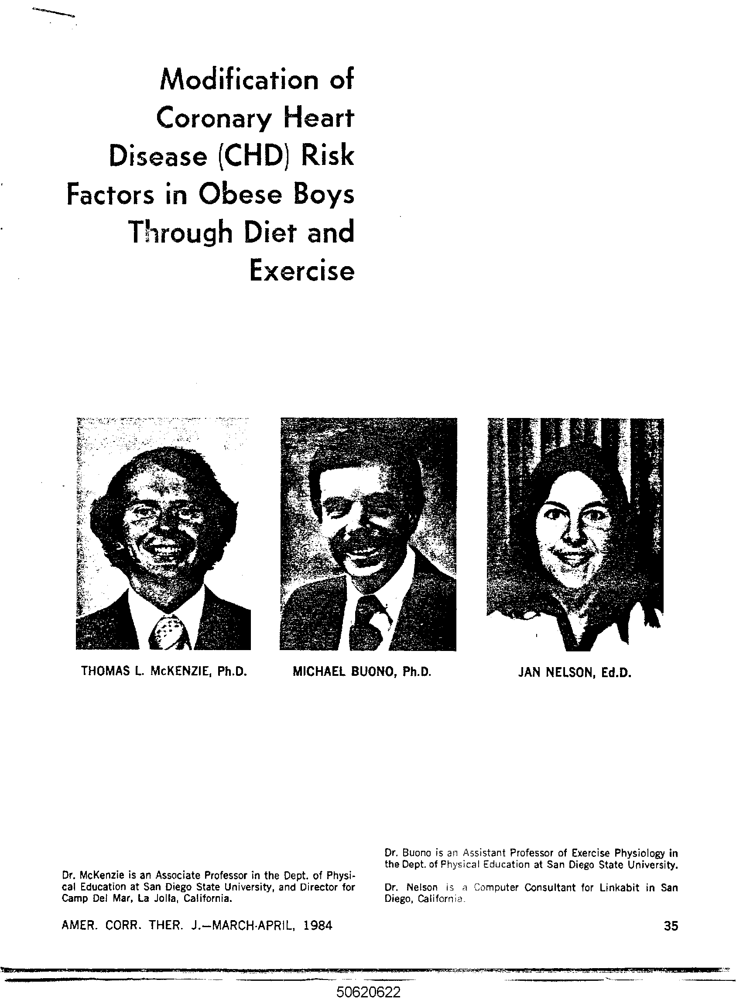 Modification of
Coronary Heart
Disease (CHD) Risk
Factors in Obese Boys
Through Diet and
Exercise
THOMAS L. McKENZIE, Ph.D.
MICHAEL BUONO, Ph.D.
JAN NELSON, Ed.D.
Dr. McKenzie is an Associate Professor in the Dept. of Physi-
cal Education at San Diego State University, and Director for
Camp Del Mar, La Jolla, California.
Dr. Buono is an Assistant Professor of Exercise Physiology in
the Dept. of Physical Education at San Diego State University.
Dr. Nelson is a Computer Consultant for Linkabit in San
Diego, California.
AMER. CORR. THER. J.—MARCH-APRIL, 1984
35
50620622